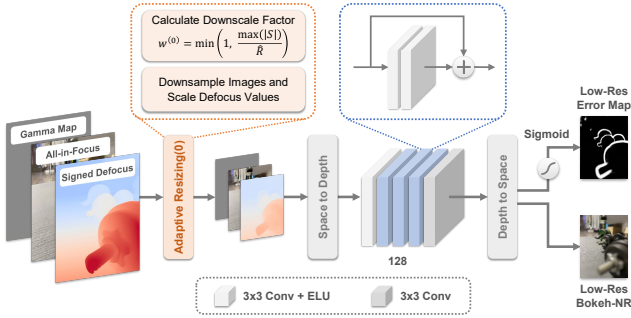 Calculate Downscale Factor
w^(0) = min(1, max(|S|) / R̂)
Downsample Images and
Scale Defocus Values
Gamma Map
All-in-Focus
Signed Defocus
Adaptive Resizing(0)
Space to Depth
128
Depth to Space
Sigmoid
Low-Res
Error Map
Low-Res
Bokeh-NR
3x3 Conv + ELU
3x3 Conv